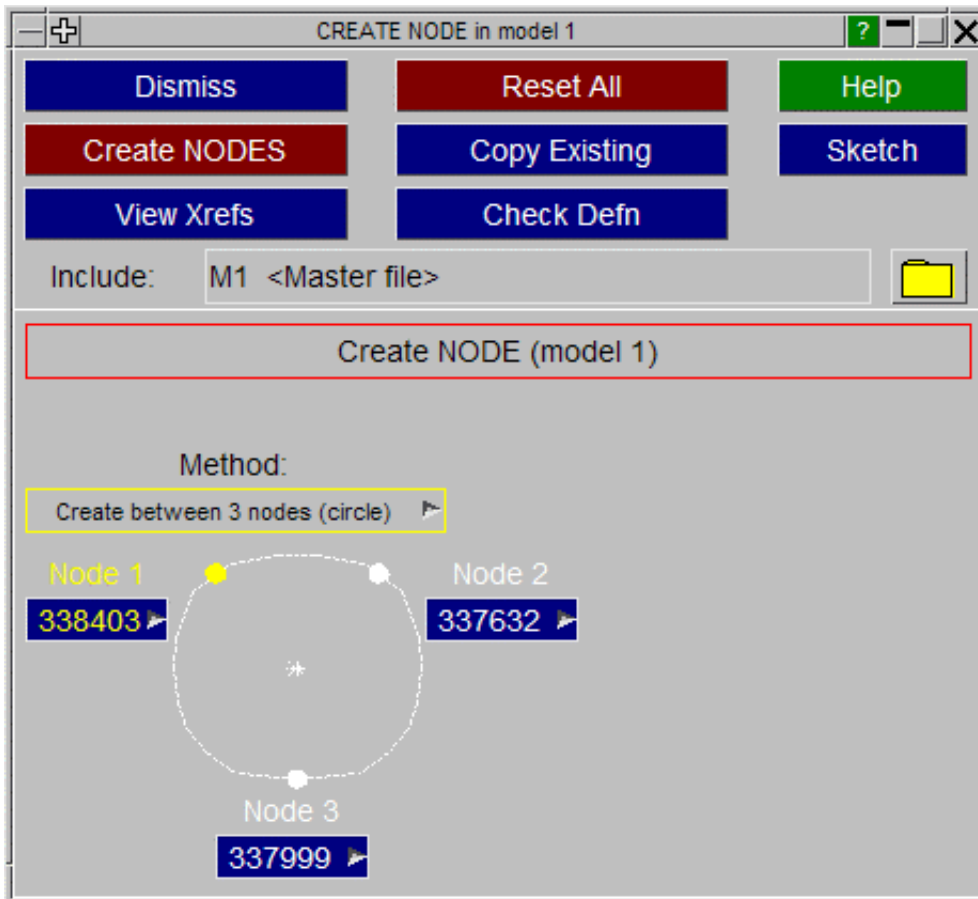 CREATE NODE in model 1 ?
Dismiss Reset All Help
Create NODES Copy Existing Sketch
View Xrefs Check Defn
Include: M1 <Master file>
Create NODE (model 1)
Method:
Create between 3 nodes (circle)
Node 1 Node 2
338403 337632
Node 3
337999